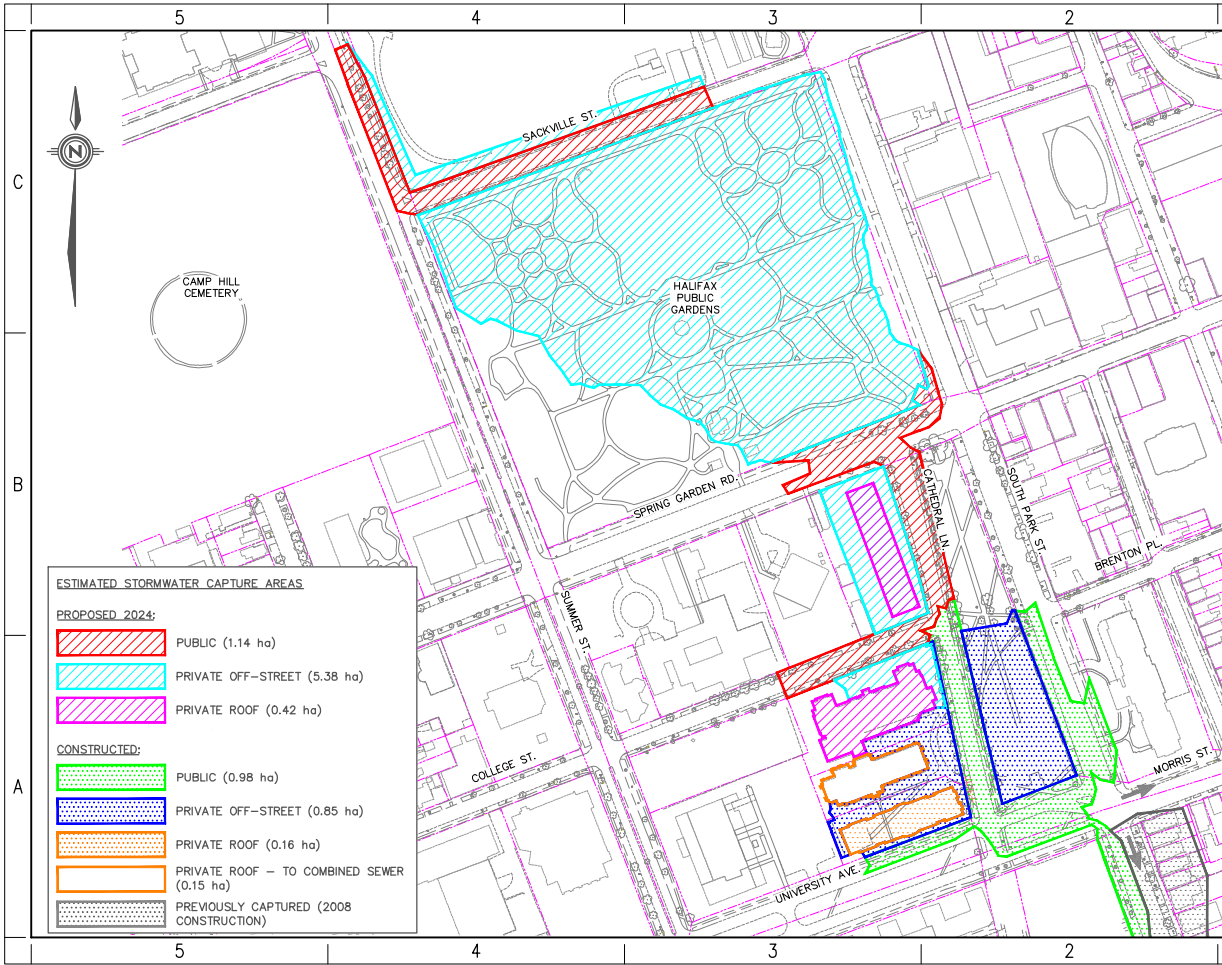 5 4 3 2
C
B
A
N
SACKVILLE ST.
CAMP HILL
CEMETERY
HALIFAX
PUBLIC
GARDENS
SPRING GARDEN RD.
CATHEDRAL LN.
SOUTH PARK ST.
BRENTON PL.
SUMMER ST.
COLLEGE ST.
MORRIS ST.
UNIVERSITY AVE.
ESTIMATED STORMWATER CAPTURE AREAS
PROPOSED 2024:
PUBLIC (1.14 ha)
PRIVATE OFF-STREET (5.38 ha)
PRIVATE ROOF (0.42 ha)
CONSTRUCTED:
PUBLIC (0.98 ha)
PRIVATE OFF-STREET (0.85 ha)
PRIVATE ROOF (0.16 ha)
PRIVATE ROOF - TO COMBINED SEWER
(0.15 ha)
PREVIOUSLY CAPTURED (2008
CONSTRUCTION)
5 4 3 2